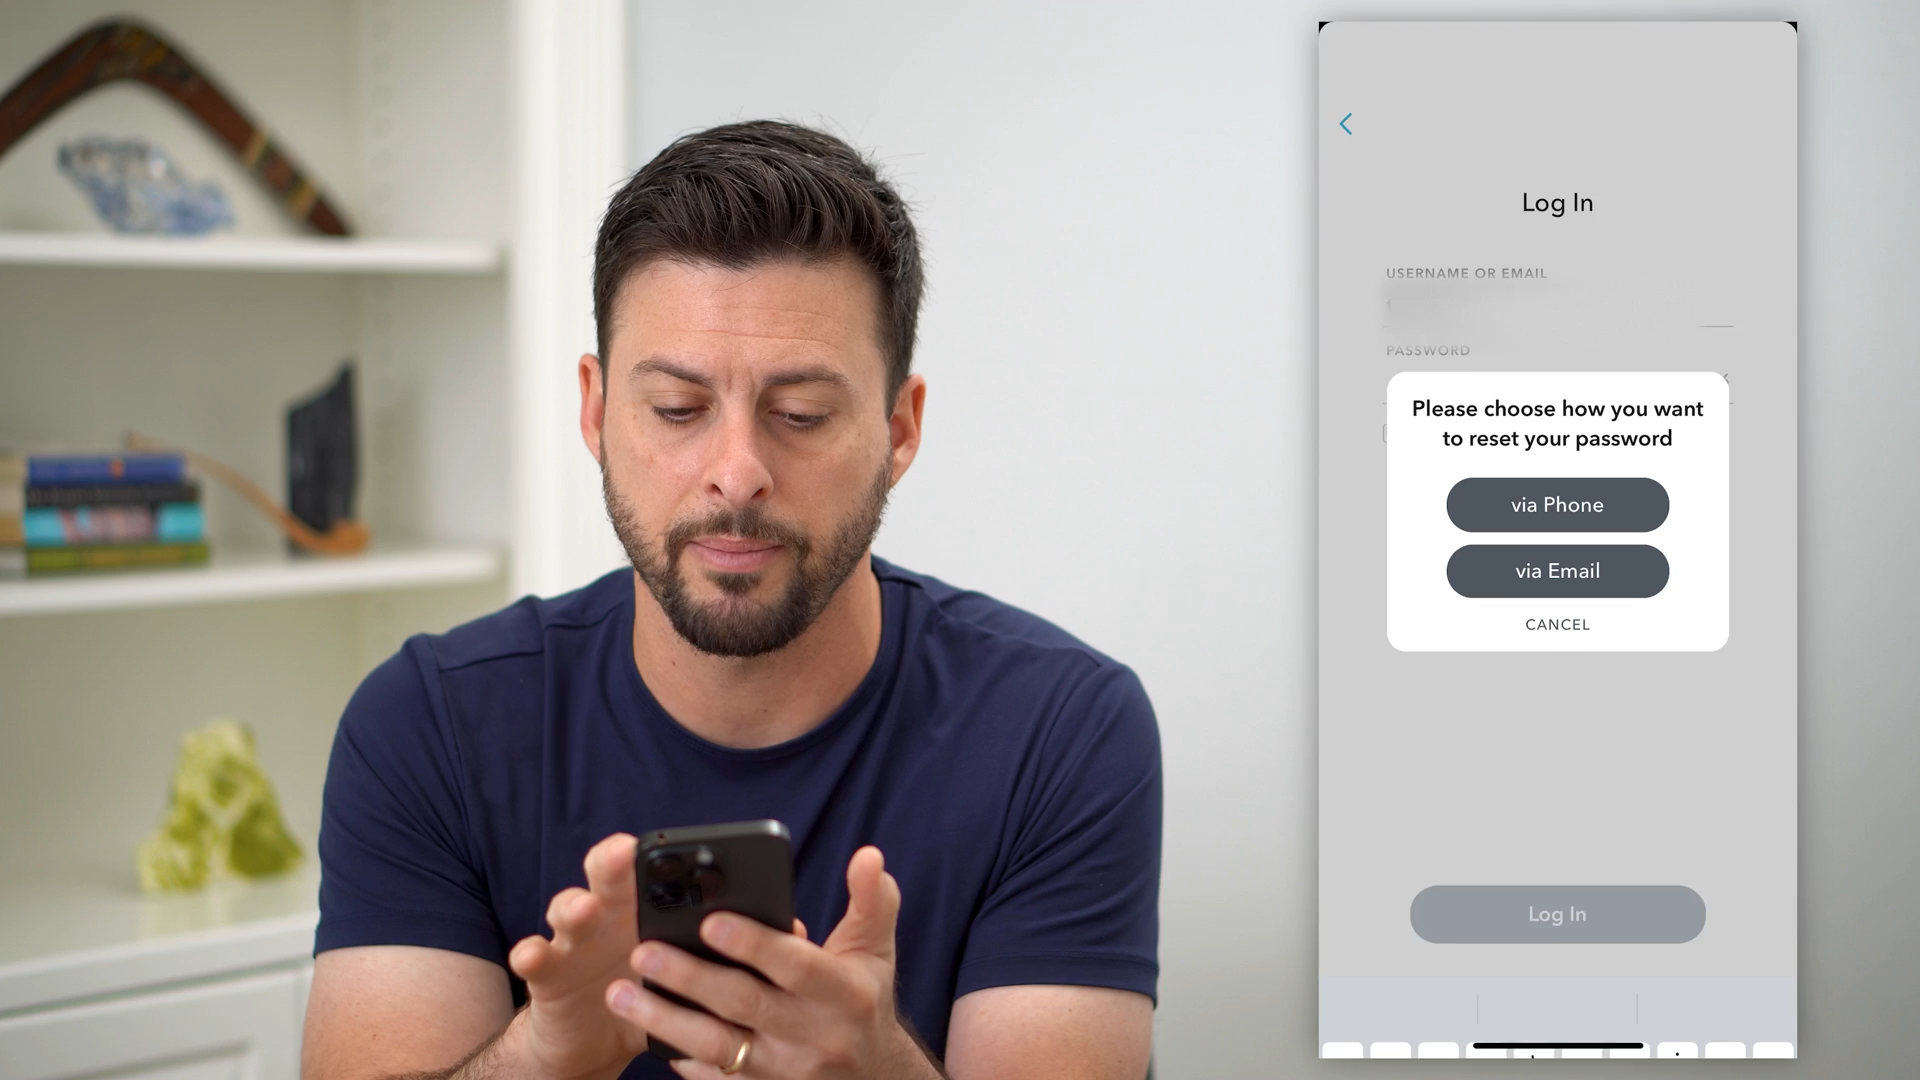 Log In
USERNAME OR EMAIL
PASSWORD
Please choose how you want
to reset your password
via Phone
via Email
CANCEL
Log In